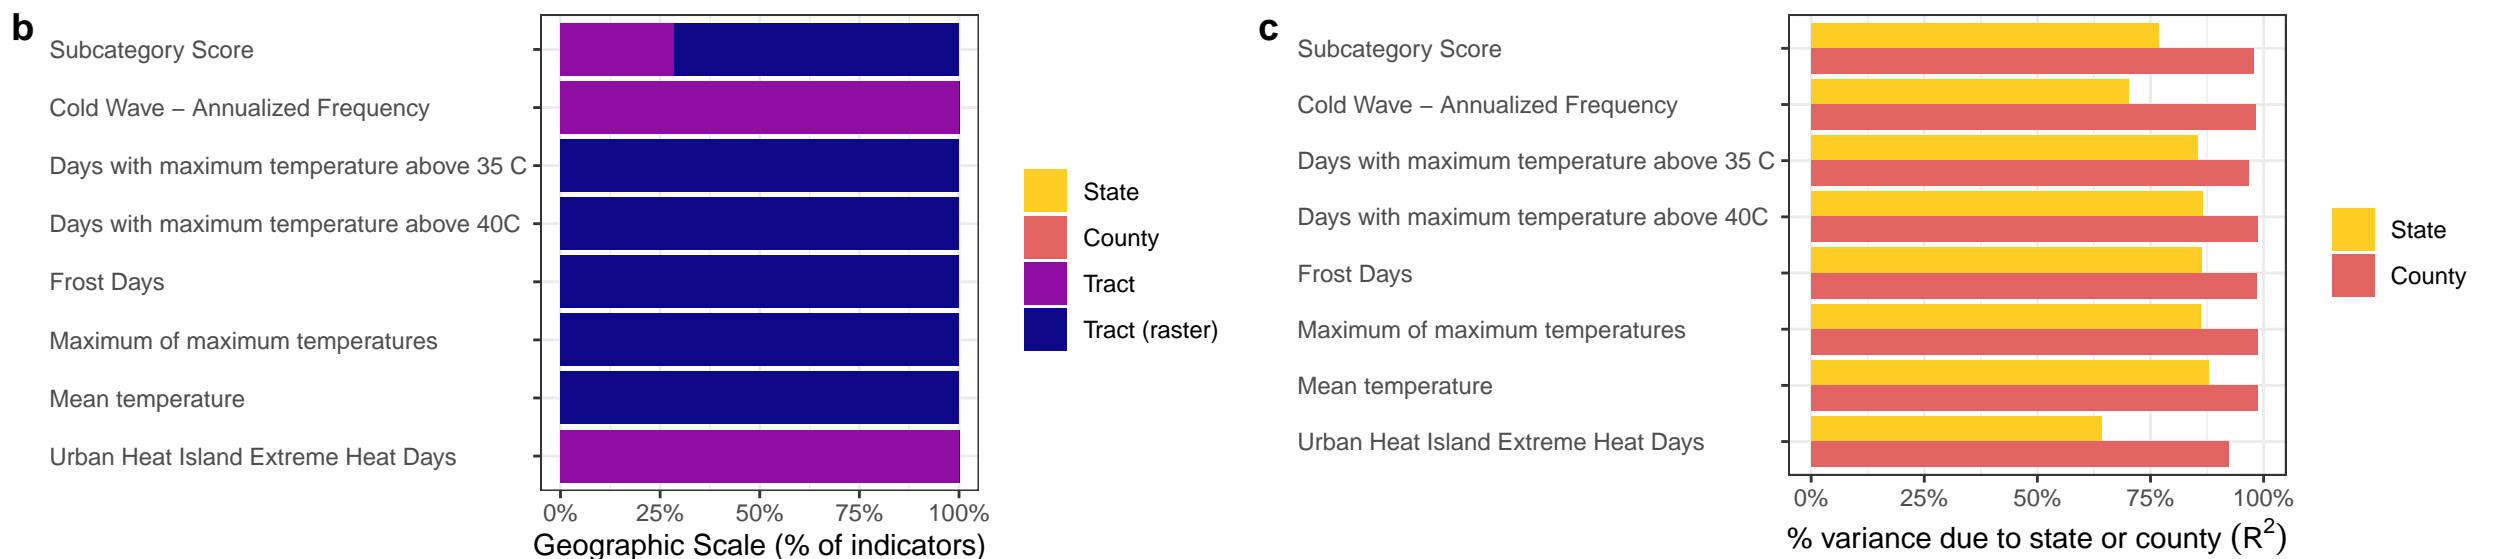 b
Subcategory Score
Cold Wave – Annualized Frequency
Days with maximum temperature above 35 C
Days with maximum temperature above 40C
Frost Days
Maximum of maximum temperatures
Mean temperature
Urban Heat Island Extreme Heat Days
0% 25% 50% 75% 100%
Geographic Scale (% of indicators)
State
County
Tract
Tract (raster)
c
Subcategory Score
Cold Wave – Annualized Frequency
Days with maximum temperature above 35 C
Days with maximum temperature above 40C
Frost Days
Maximum of maximum temperatures
Mean temperature
Urban Heat Island Extreme Heat Days
0% 25% 50% 75% 100%
% variance due to state or county (R²)
State
County